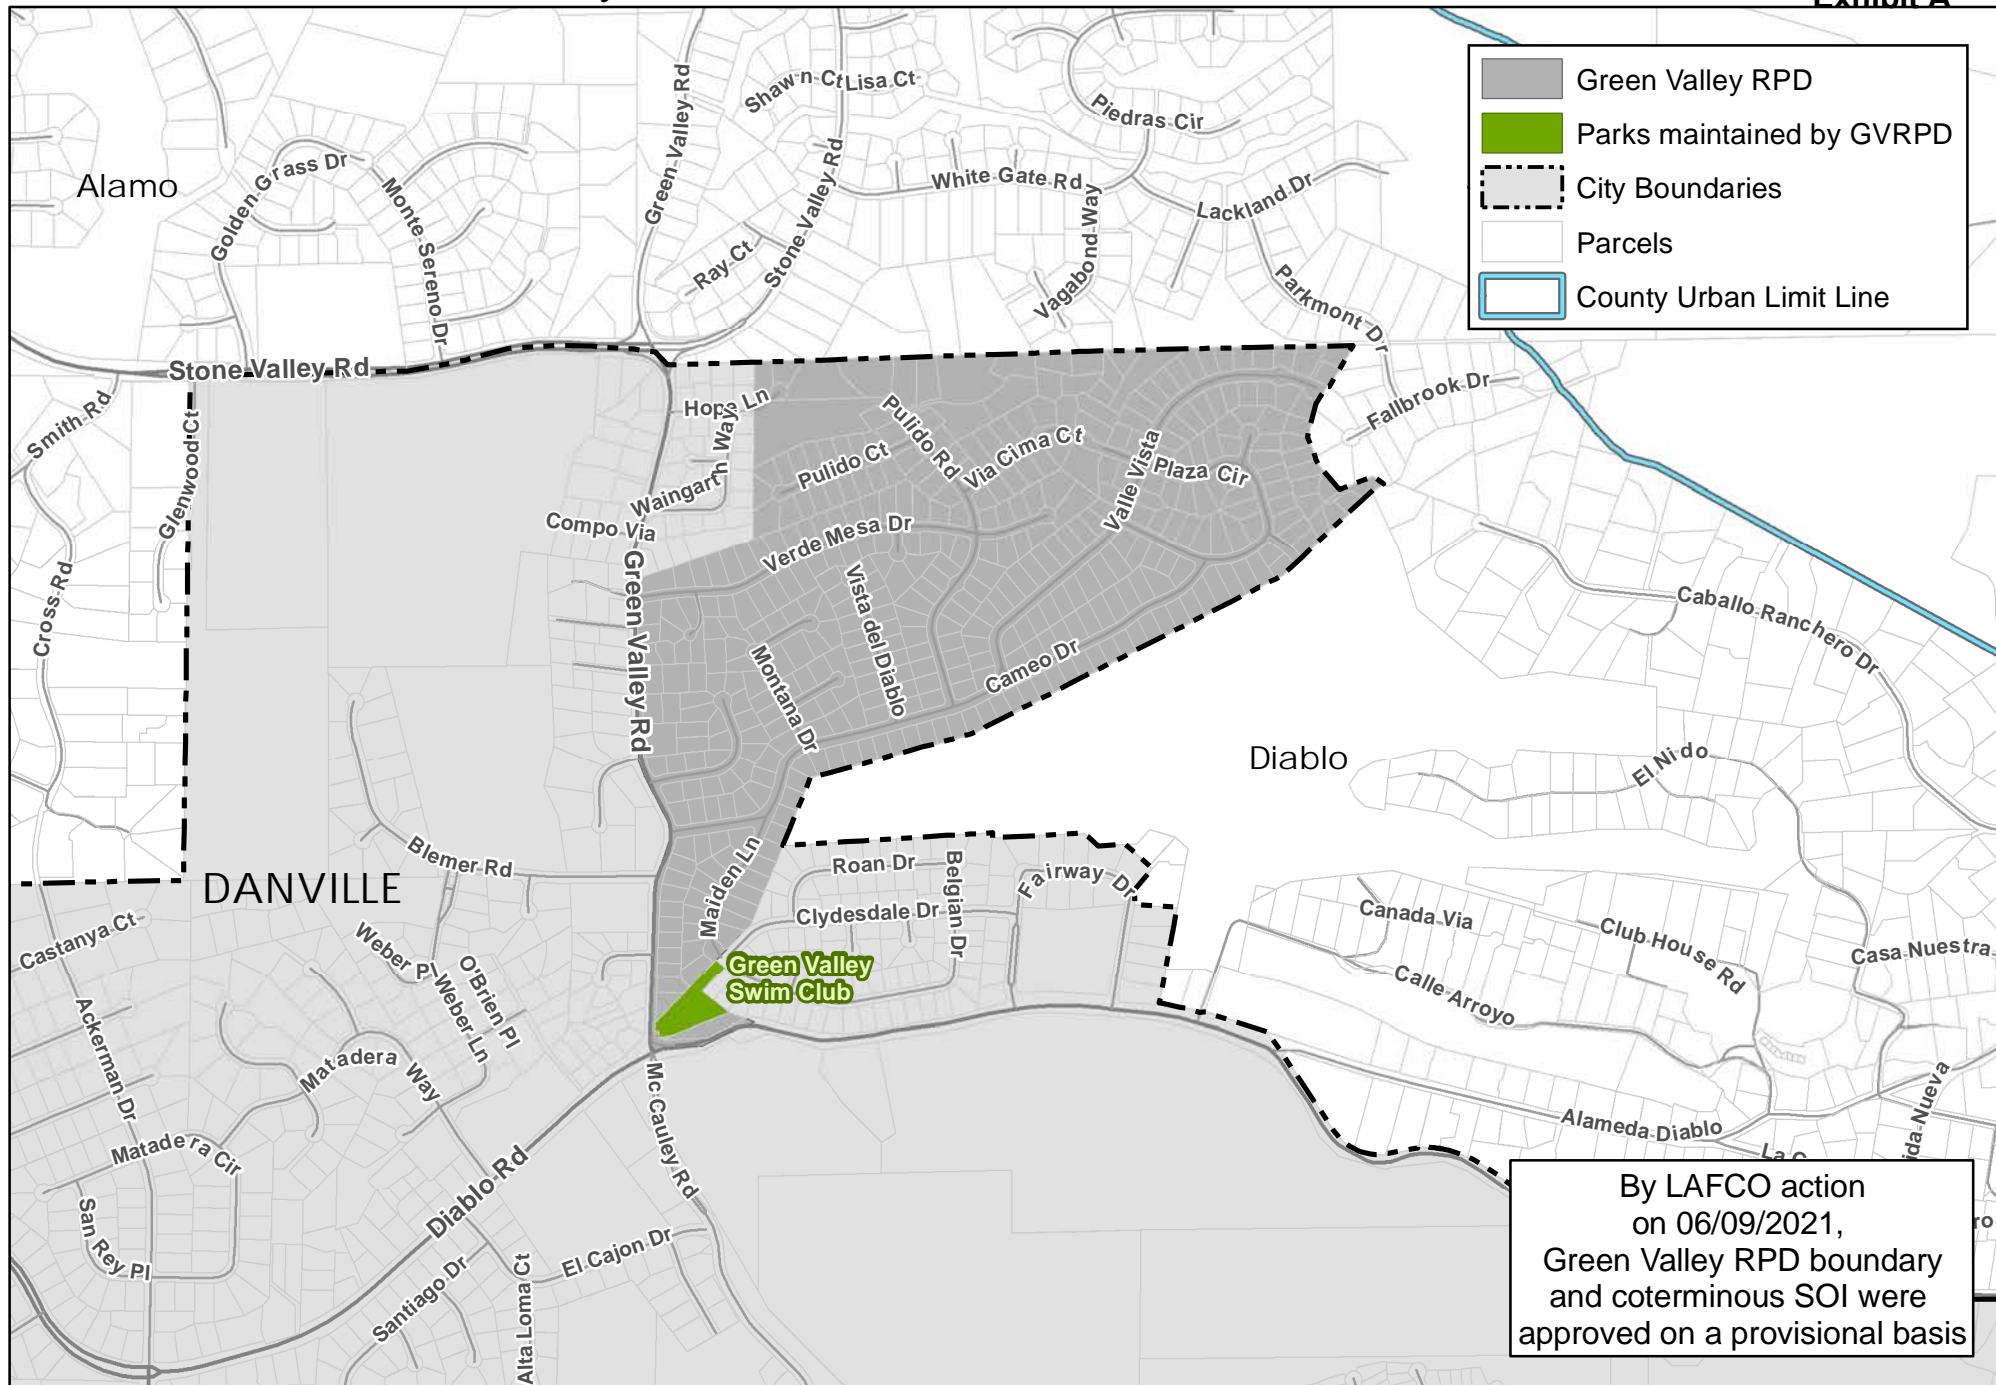 Exhibit A
Green Valley RPD
Parks maintained by GVRPD
City Boundaries
Parcels
County Urban Limit Line
Alamo
Golden Grass Dr
Monte Sereno Dr
Green Valley Rd
Shawn Ct
Lisa Ct
Piedras Cir
Stone Valley Rd
White Gate Rd
Lackland Dr
Vagabond Way
Ray Ct
Parkmont Dr
Stone Valley Rd
Fallbrook Dr
Smith Rd
Glenwood Ct
Hope Ln
Waingarth Way
Pulido Ct
Pulido Rd
Via Cima Ct
Valle Vista
Plaza Cir
Compo Via
Verde Mesa Dr
Green Valley Rd
Vista del Diablo
Cross Rd
Montana Dr
Cameo Dr
Caballo Ranchero Dr
Diablo
El Nido
Blemer Rd
DANVILLE
Maiden Ln
Roan Dr
Belgian Dr
Fairway Dr
Clydesdale Dr
Canada Via
Club House Rd
Casa Nuestra
Calle Arroyo
Castanya Ct
Weber Pl
Weber Ln
O'Brien Pl
Green Valley
Swim Club
Ackerman Dr
Matadera Way
Mc Cauley Rd
Alameda Diablo
Matadera Cir
San Rey Pl
Diablo Rd
Santiago Dr
Alta Loma Ct
El Cajon Dr
By LAFCO action
on 06/09/2021,
Green Valley RPD boundary
and coterminous SOI were
approved on a provisional basis